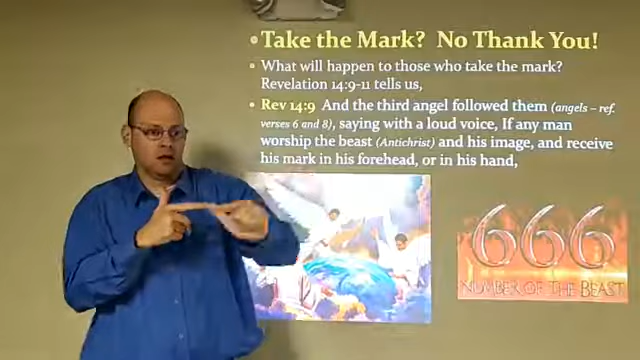 Take the Mark?  No Thank You!
What will happen to those who take the mark?
Revelation 14:9-11 tells us,
Rev 14:9  And the third angel followed them (angels – ref.
verses 6 and 8), saying with a loud voice, If any man
worship the beast (Antichrist) and his image, and receive
his mark in his forehead, or in his hand,
666
NUMBER OF THE BEAST